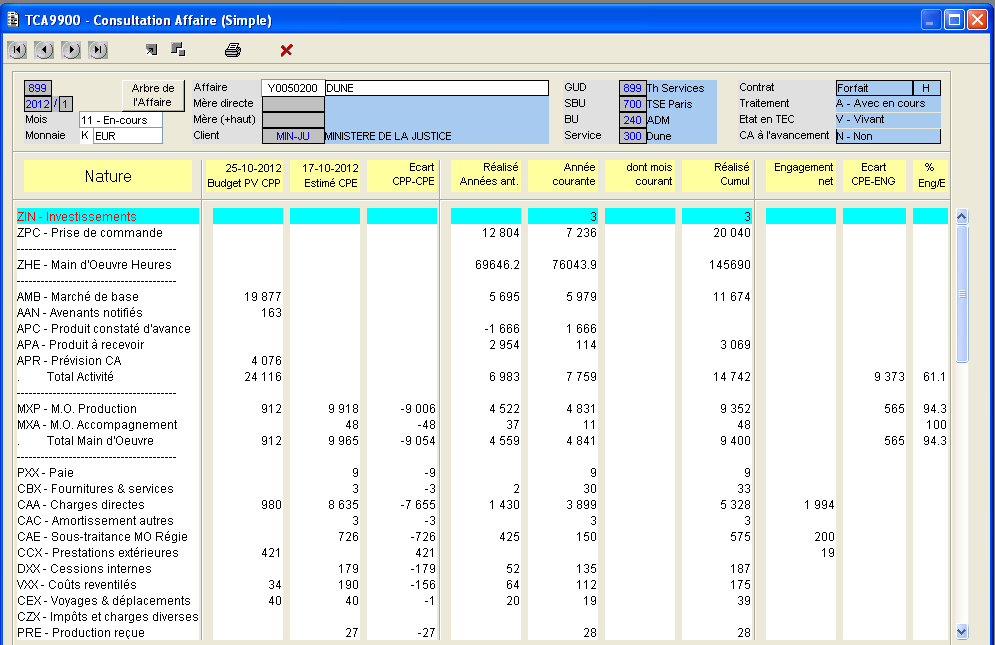 TCA9900 - Consultation Affaire (Simple)
899 Arbre de l'Affaire Affaire Y0050200 DUNE GUD 899 Th Services Contrat Forfait H
2012 / 1 Mère directe SBU 700 TSE Paris Traitement A - Avec en cours
Mois 11 - En-cours Mère (+haut) BU 240 ADM Etat en TEC V - Vivant
Monnaie K EUR Client MIN-JU MINISTERE DE LA JUSTICE Service 300 Dune CA à l'avancement N - Non
Nature 25-10-2012 17-10-2012 Ecart Réalisé Année dont mois Réalisé Engagement Ecart %
Budget PV CPP Estimé CPE CPP-CPE Années ant. courante courant Cumul net CPE-ENG Eng/E
ZIN - Investissements 3 3
ZPC - Prise de commande 12 804 7 236 20 040
----------------------------------------
ZHE - Main d'Oeuvre Heures 69646.2 76043.9 145690
----------------------------------------
AMB - Marché de base 19 877 5 695 5 979 11 674
AAN - Avenants notifiés 163
APC - Produit constaté d'avance -1 666 1 666
APA - Produit à recevoir 2 954 114 3 069
APR - Prévision CA 4 076
. Total Activité 24 116 6 983 7 759 14 742 9 373 61.1
----------------------------------------
MXP - M.O. Production 912 9 918 -9 006 4 522 4 831 9 352 565 94.3
MXA - M.O. Accompagnement 48 -48 37 11 48 100
. Total Main d'Oeuvre 912 9 965 -9 054 4 559 4 841 9 400 565 94.3
----------------------------------------
PXX - Paie 9 -9 9 9
CBX - Fournitures & services 3 -3 2 30 33
CAA - Charges directes 980 8 635 -7 655 1 430 3 899 5 328 1 994
CAC - Amortissement autres 3 -3 3 3
CAE - Sous-traitance MO Régie 726 -726 425 150 575 200
CCX - Prestations extérieures 421 421 19
DXX - Cessions internes 179 -179 52 135 187
VXX - Coûts reventilés 34 190 -156 64 112 175
CEX - Voyages & déplacements 40 40 -1 20 19 39
CZX - Impôts et charges diverses
PRE - Production reçue 27 -27 28 28